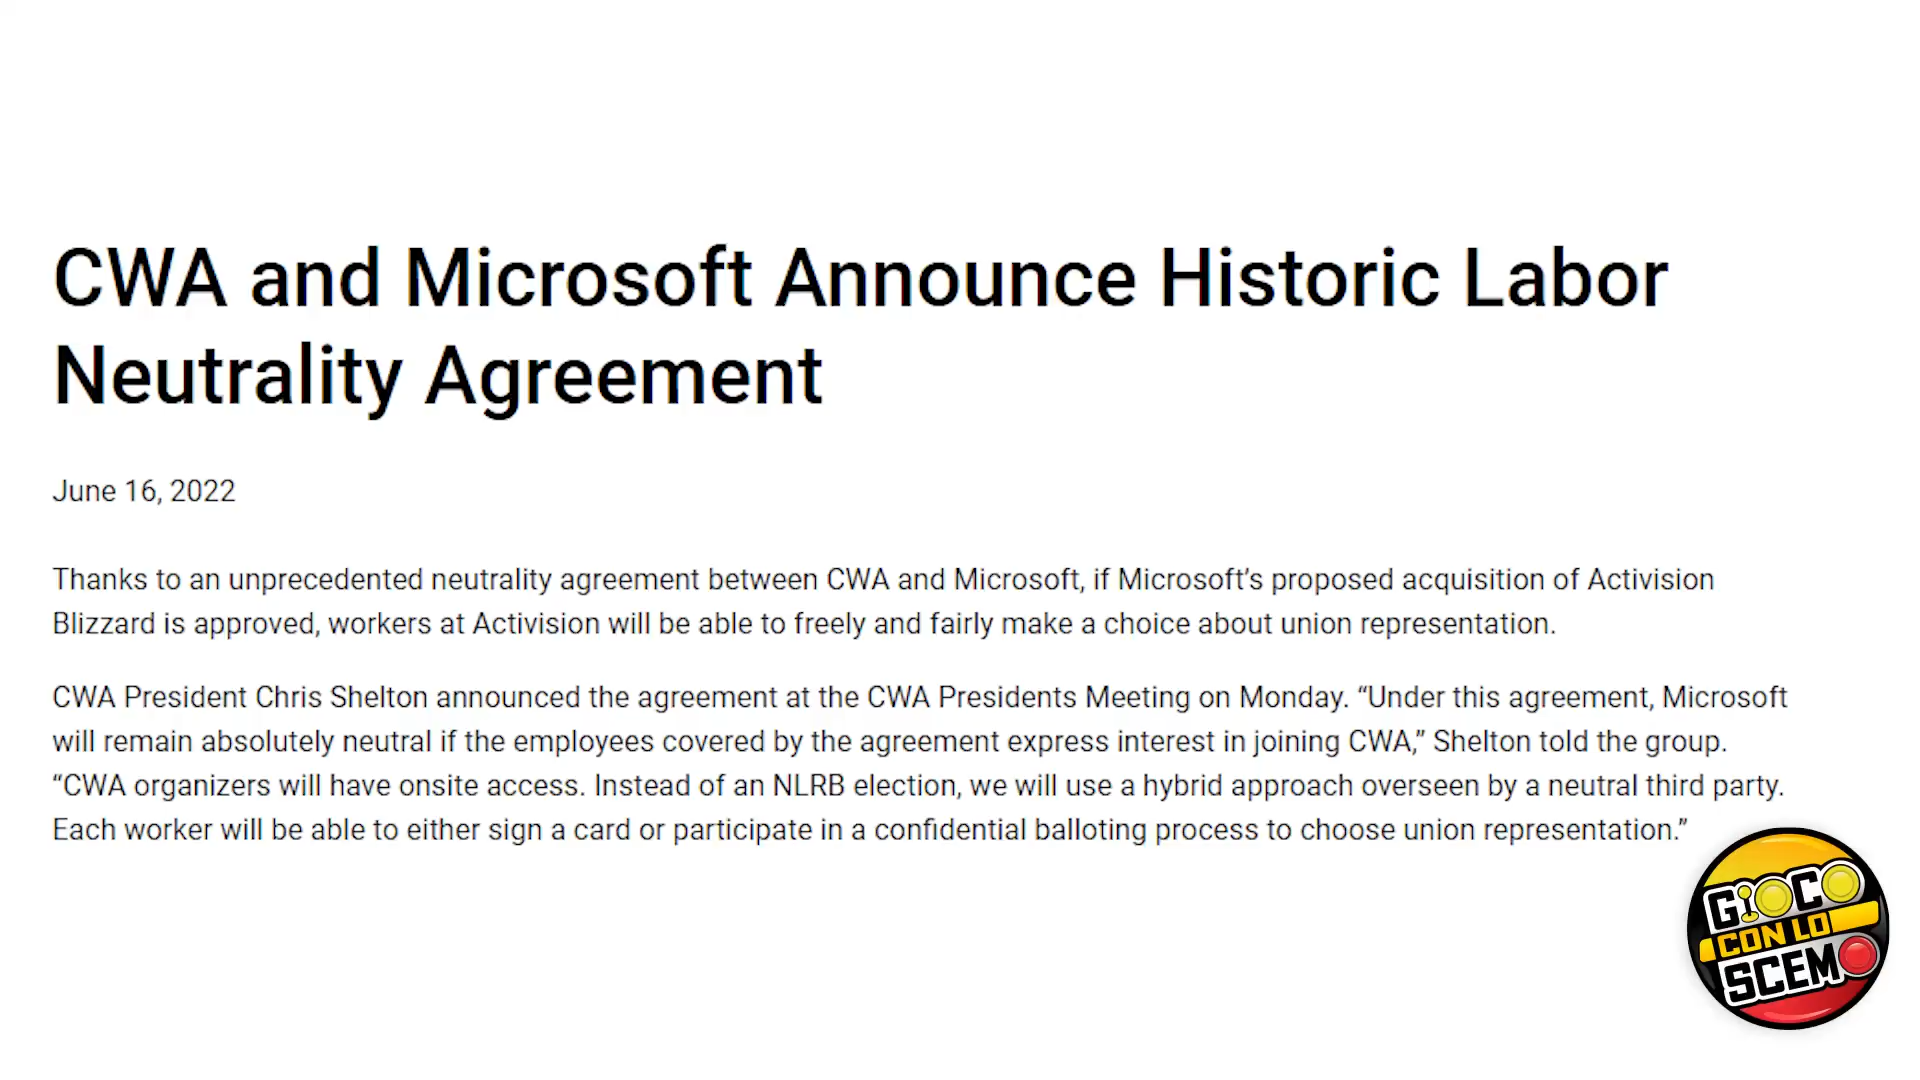 CWA and Microsoft Announce Historic Labor
Neutrality Agreement
June 16, 2022
Thanks to an unprecedented neutrality agreement between CWA and Microsoft, if Microsoft’s proposed acquisition of Activision
Blizzard is approved, workers at Activision will be able to freely and fairly make a choice about union representation.
CWA President Chris Shelton announced the agreement at the CWA Presidents Meeting on Monday. “Under this agreement, Microsoft
will remain absolutely neutral if the employees covered by the agreement express interest in joining CWA,” Shelton told the group.
“CWA organizers will have onsite access. Instead of an NLRB election, we will use a hybrid approach overseen by a neutral third party.
Each worker will be able to either sign a card or participate in a confidential balloting process to choose union representation.”
GIOCO
CON LO
SCEMO